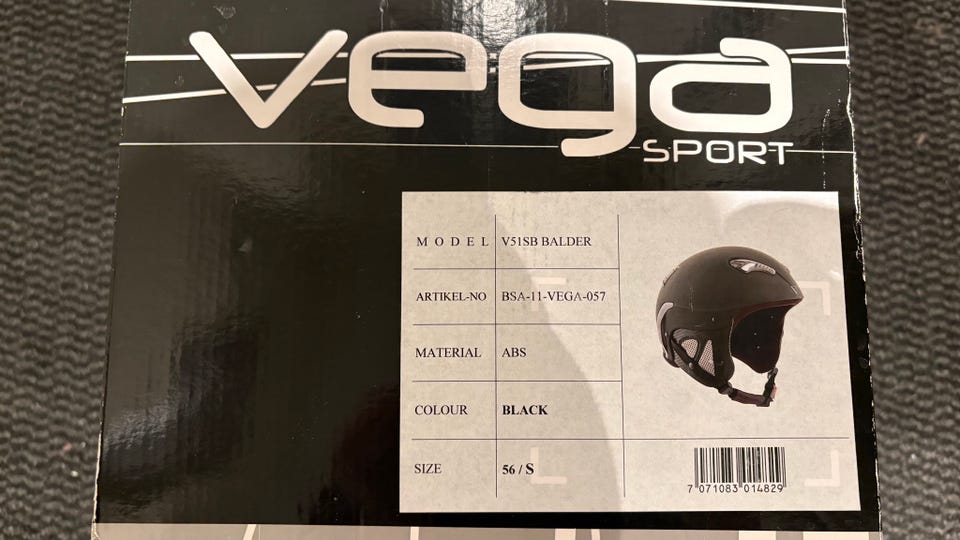 vega
SPORT
MODEL V51SB BALDER
ARTIKEL-NO BSA-11-VEGA-057
MATERIAL ABS
COLOUR BLACK
SIZE 56 / S
7 071083 014829